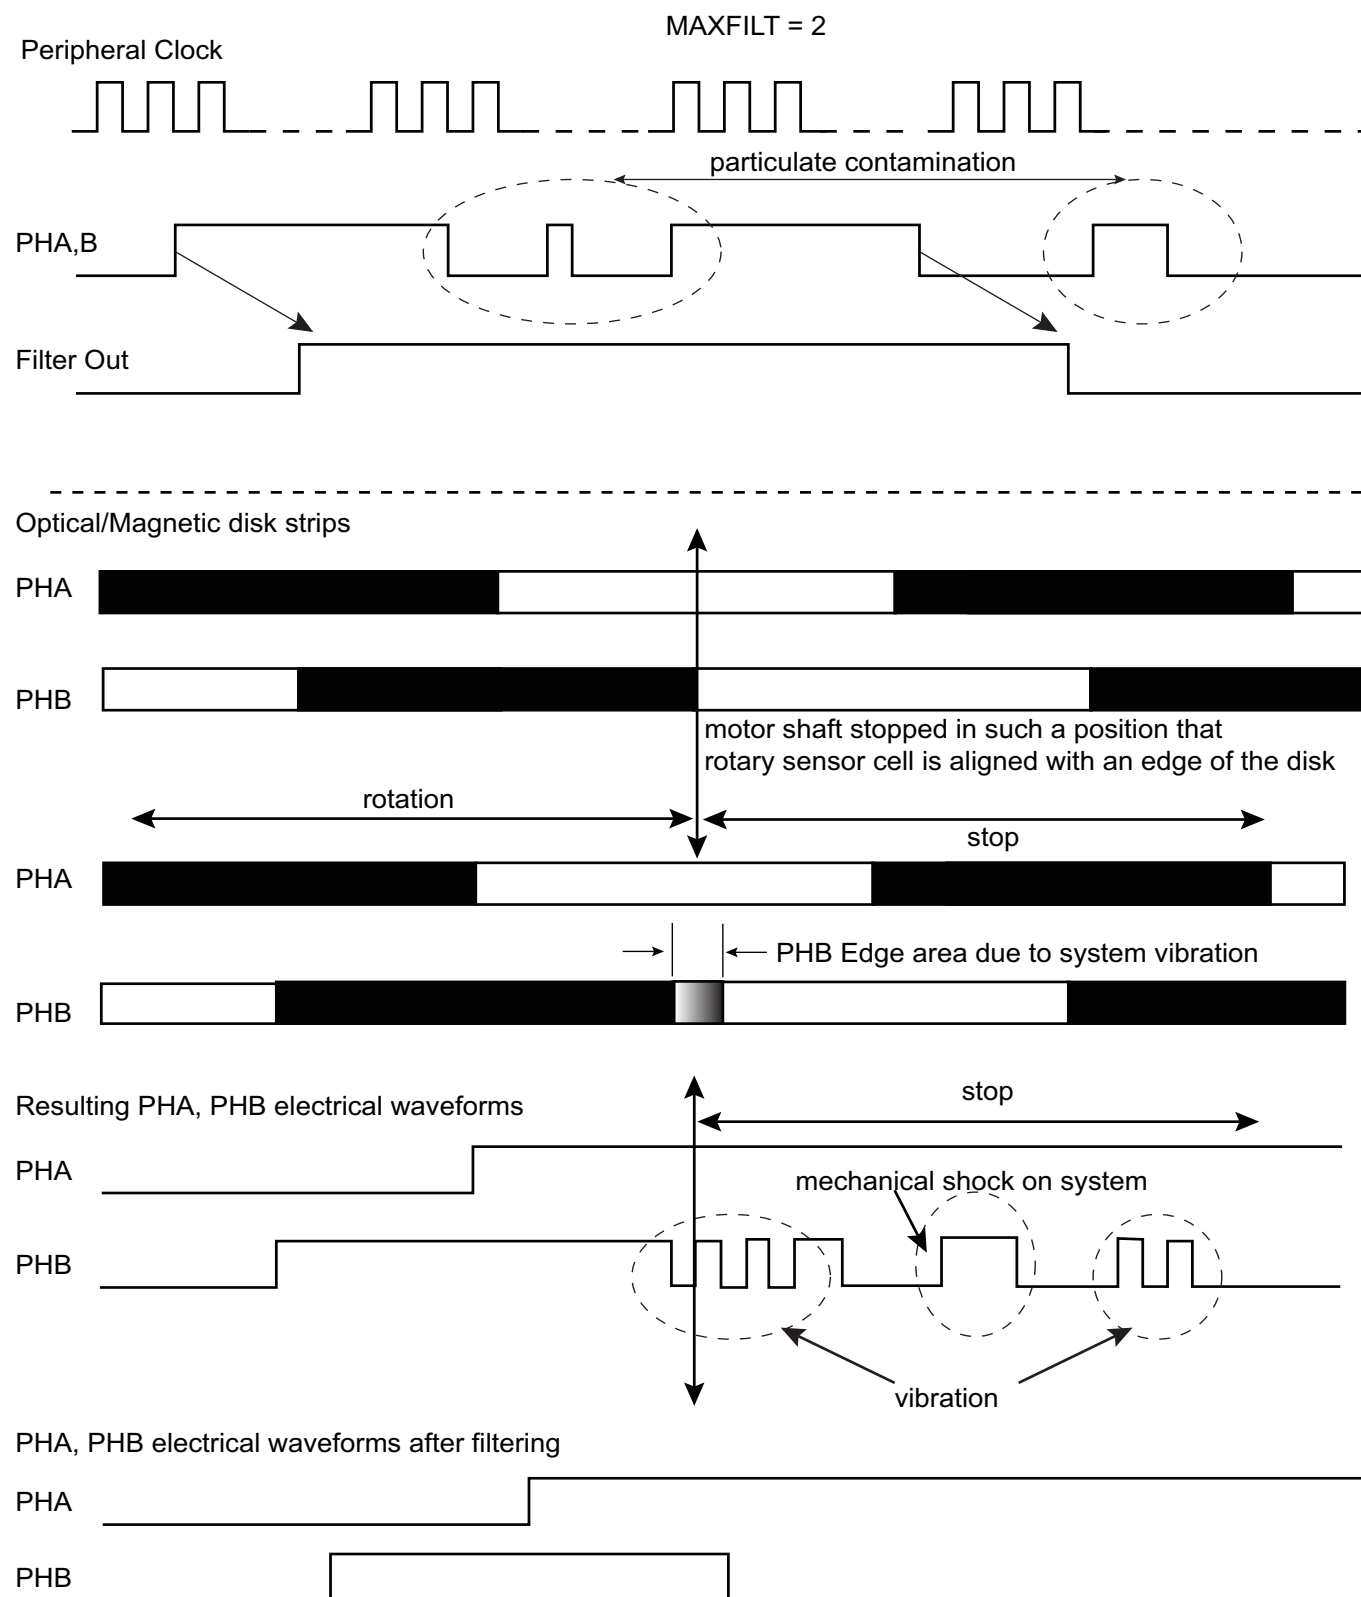 MAXFILT = 2
Peripheral Clock
particulate contamination
PHA,B
Filter Out
Optical/Magnetic disk strips
PHA
PHB
motor shaft stopped in such a position that
rotary sensor cell is aligned with an edge of the disk
rotation
stop
PHA
PHB Edge area due to system vibration
PHB
stop
Resulting PHA, PHB electrical waveforms
PHA
mechanical shock on system
PHB
vibration
PHA, PHB electrical waveforms after filtering
PHA
PHB